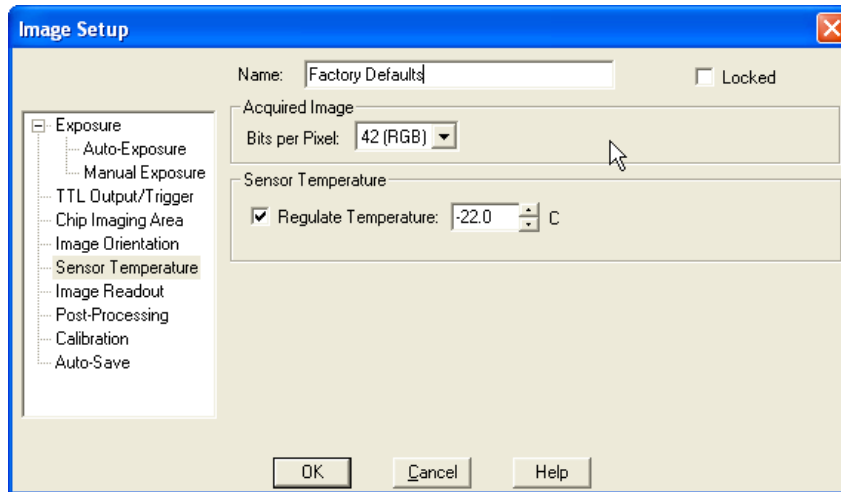 Image Setup
Name: Factory Defaults
Locked
Exposure
Auto-Exposure
Manual Exposure
TTL Output/Trigger
Chip Imaging Area
Image Orientation
Sensor Temperature
Image Readout
Post-Processing
Calibration
Auto-Save
Acquired Image
Bits per Pixel: 42 (RGB)
Sensor Temperature
Regulate Temperature: -22.0 C
OK Cancel Help